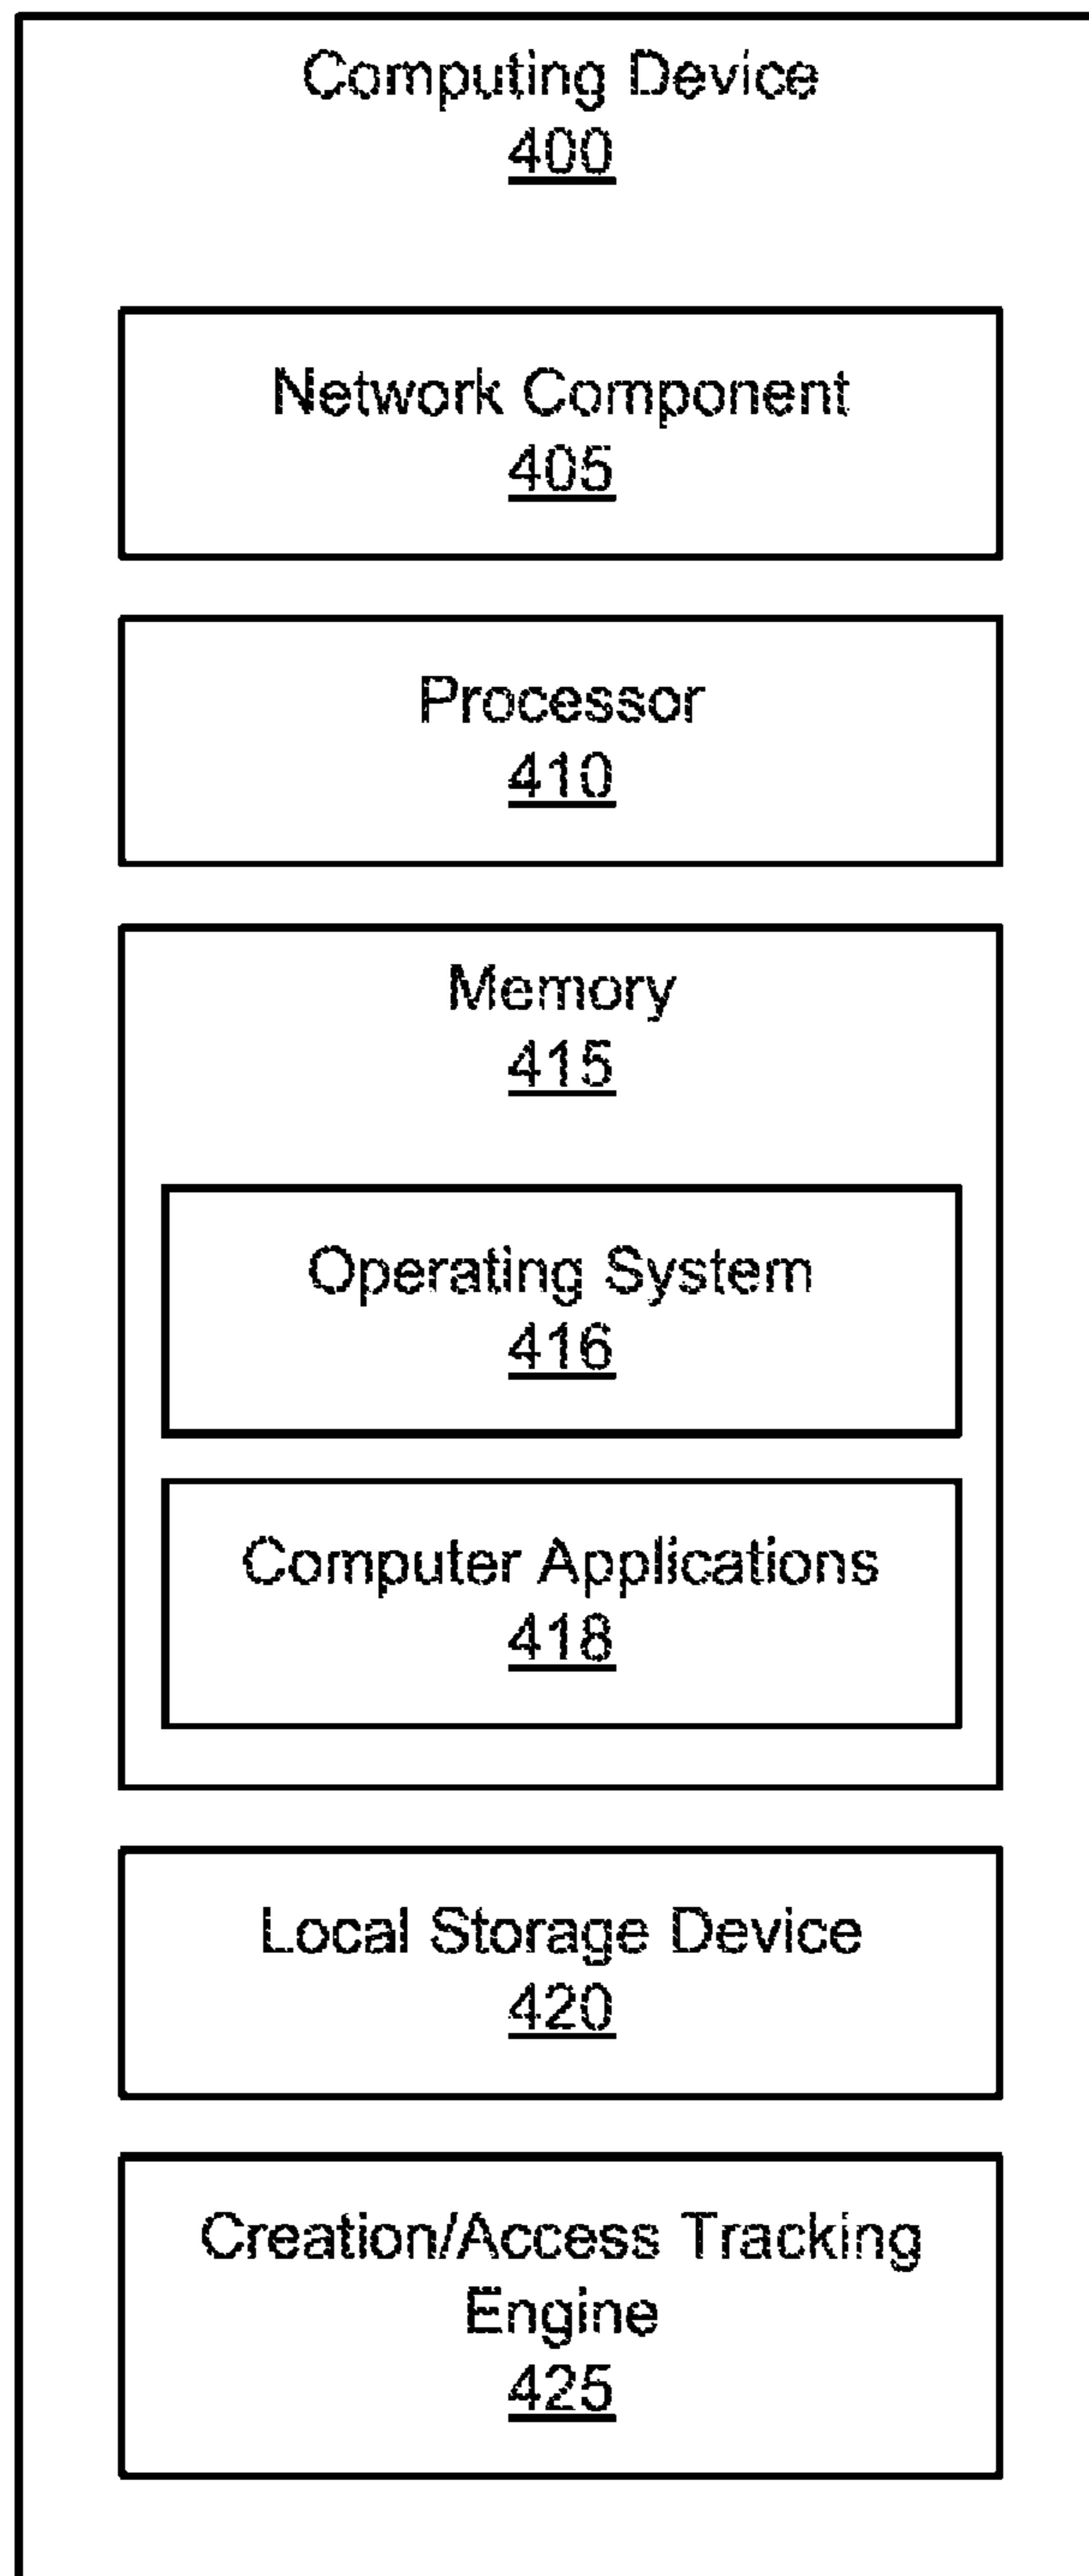 Computing Device
400
Network Component
405
Processor
410
Memory
415
Operating System
416
Computer Applications
418
Local Storage Device
420
Creation/Access Tracking
Engine
425